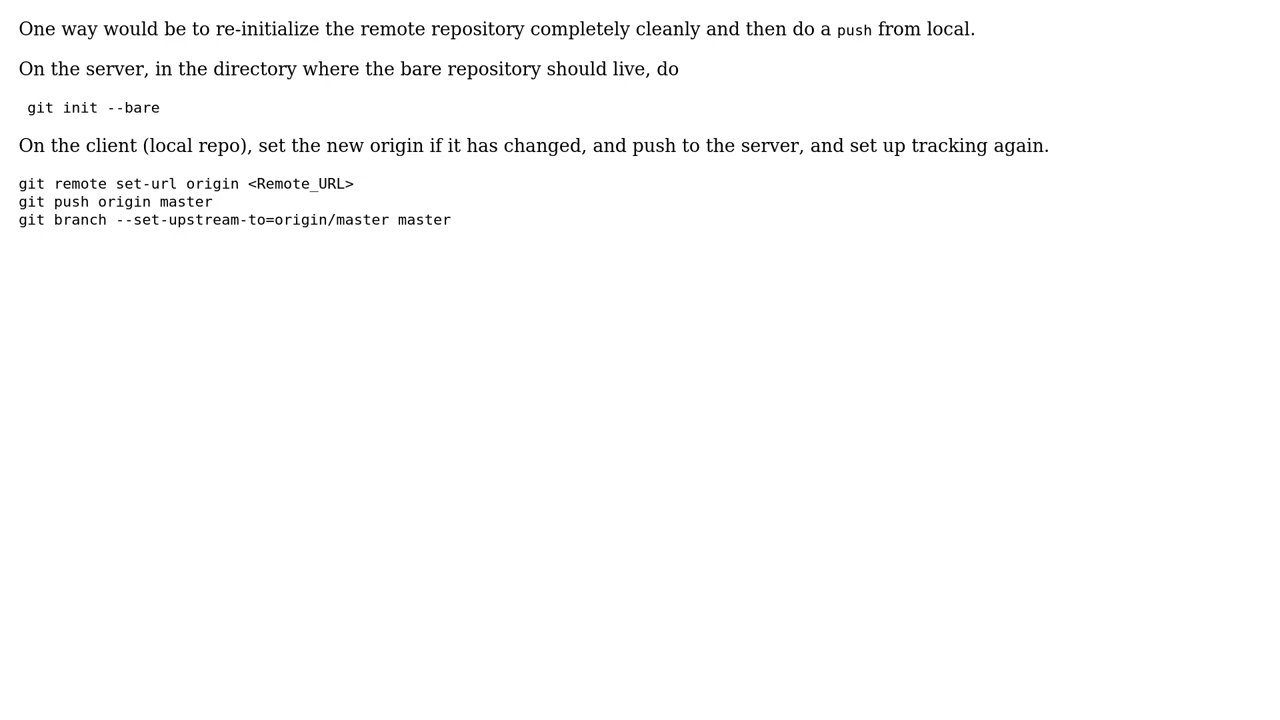 One way would be to re-initialize the remote repository completely cleanly and then do a push from local.
On the server, in the directory where the bare repository should live, do
git init --bare
On the client (local repo), set the new origin if it has changed, and push to the server, and set up tracking again.
git remote set-url origin <Remote_URL>
git push origin master
git branch --set-upstream-to=origin/master master